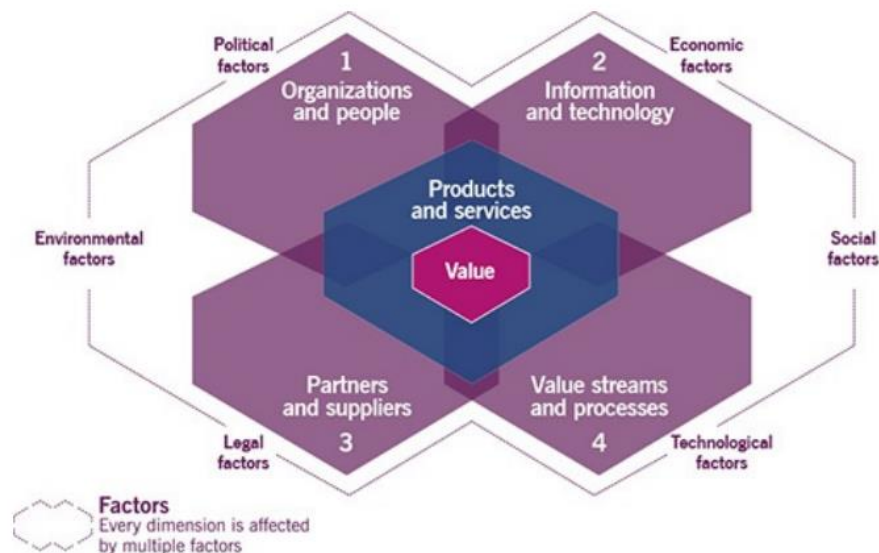 Political
factors
Economic
factors
1
Organizations
and people
2
Information
and technology
Products
and services
Environmental
factors
Value
Social
factors
Partners
and suppliers
3
Value streams
and processes
4
Legal
factors
Technological
factors
Factors
Every dimension is affected
by multiple factors